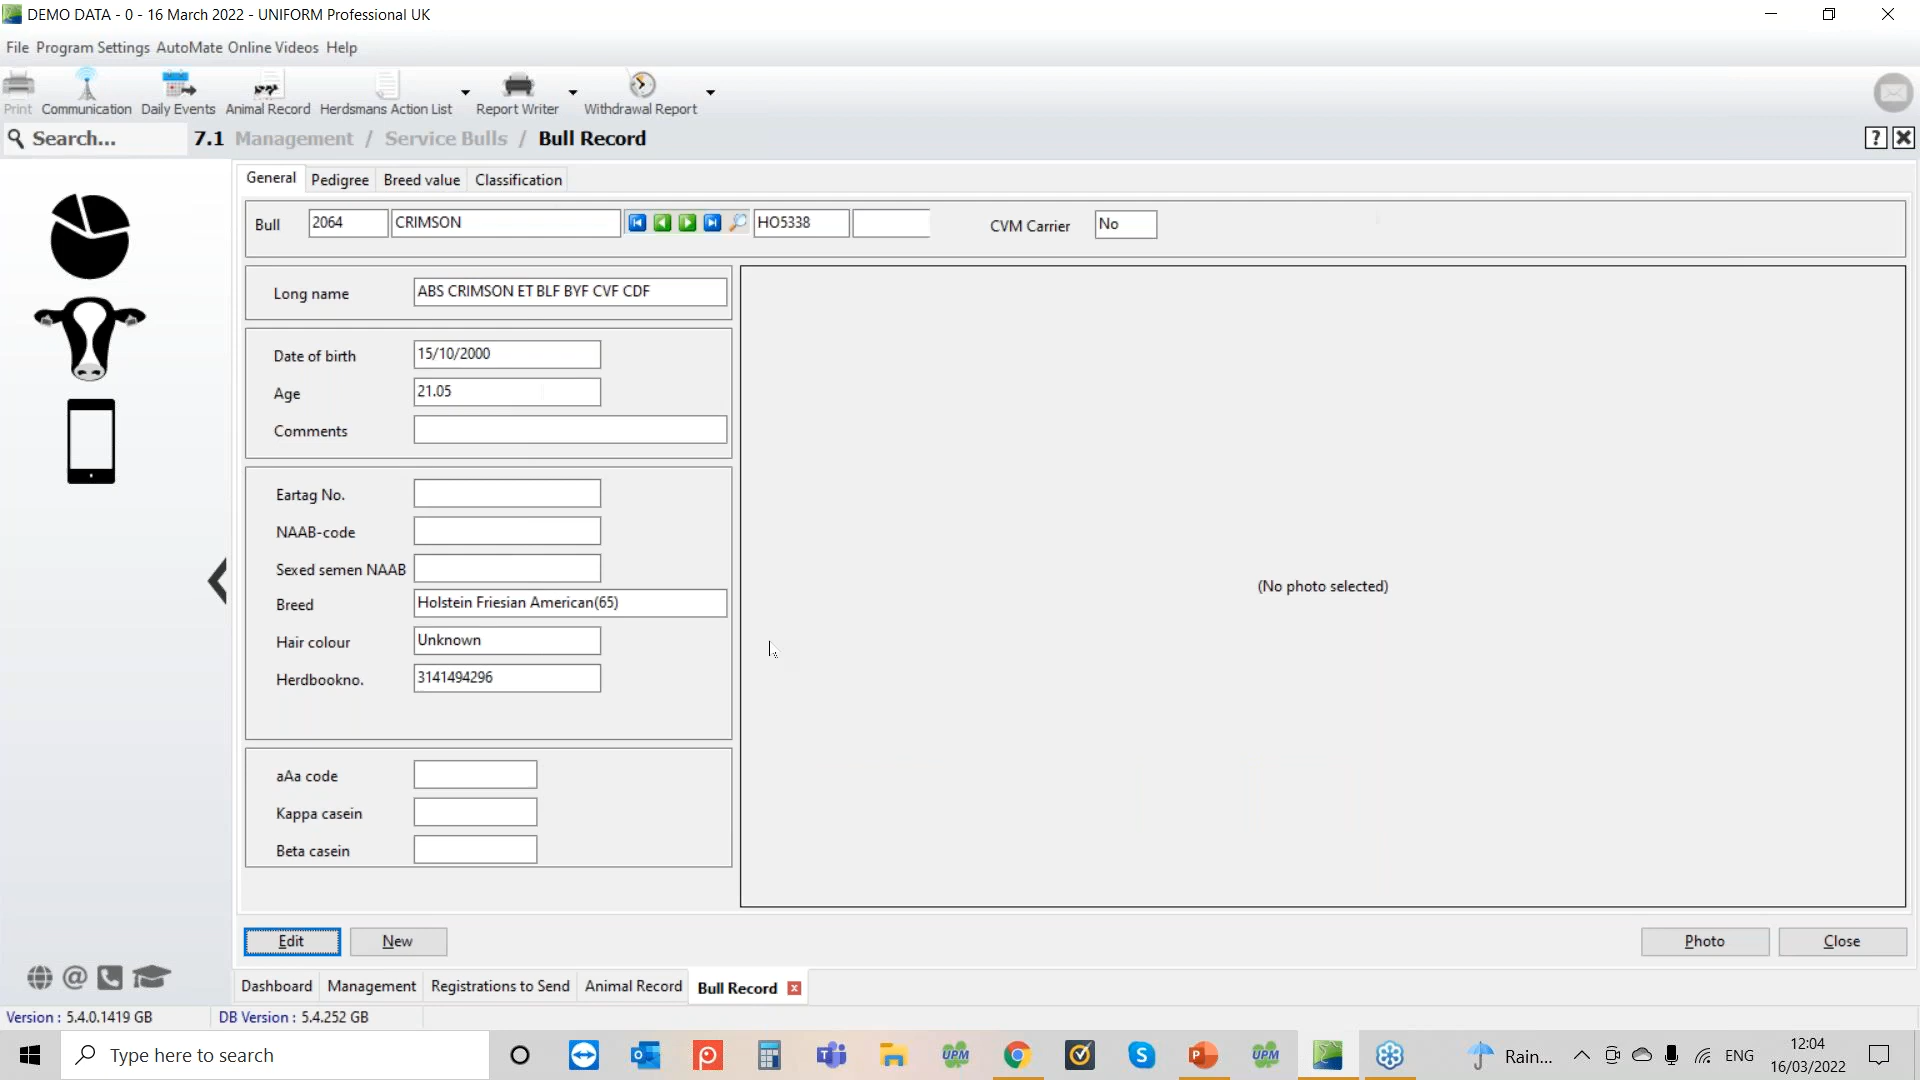 DEMO DATA - 0 - 16 March 2022 - UNIFORM Professional UK
File Program Settings AutoMate Online Videos Help
Print Communication Daily Events Animal Record Herdsmans Action List Report Writer Withdrawal Report
Search... 7.1 Management / Service Bulls / Bull Record ?
General Pedigree Breed value Classification
Bull 2064 CRIMSON HO5338 CVM Carrier No
Long name ABS CRIMSON ET BLF BYF CVF CDF
Date of birth 15/10/2000
Age 21.05
Comments
Eartag No.
NAAB-code
Sexed semen NAAB
(No photo selected)
Breed Holstein Friesian American(65)
Hair colour Unknown
Herdbookno. 3141494296
aAa code
Kappa casein
Beta casein
Edit New Photo Close
Dashboard Management Registrations to Send Animal Record Bull Record
Version : 5.4.0.1419 GB DB Version : 5.4.252 GB
Type here to search UPM UPM Rain... ENG 12:04
16/03/2022